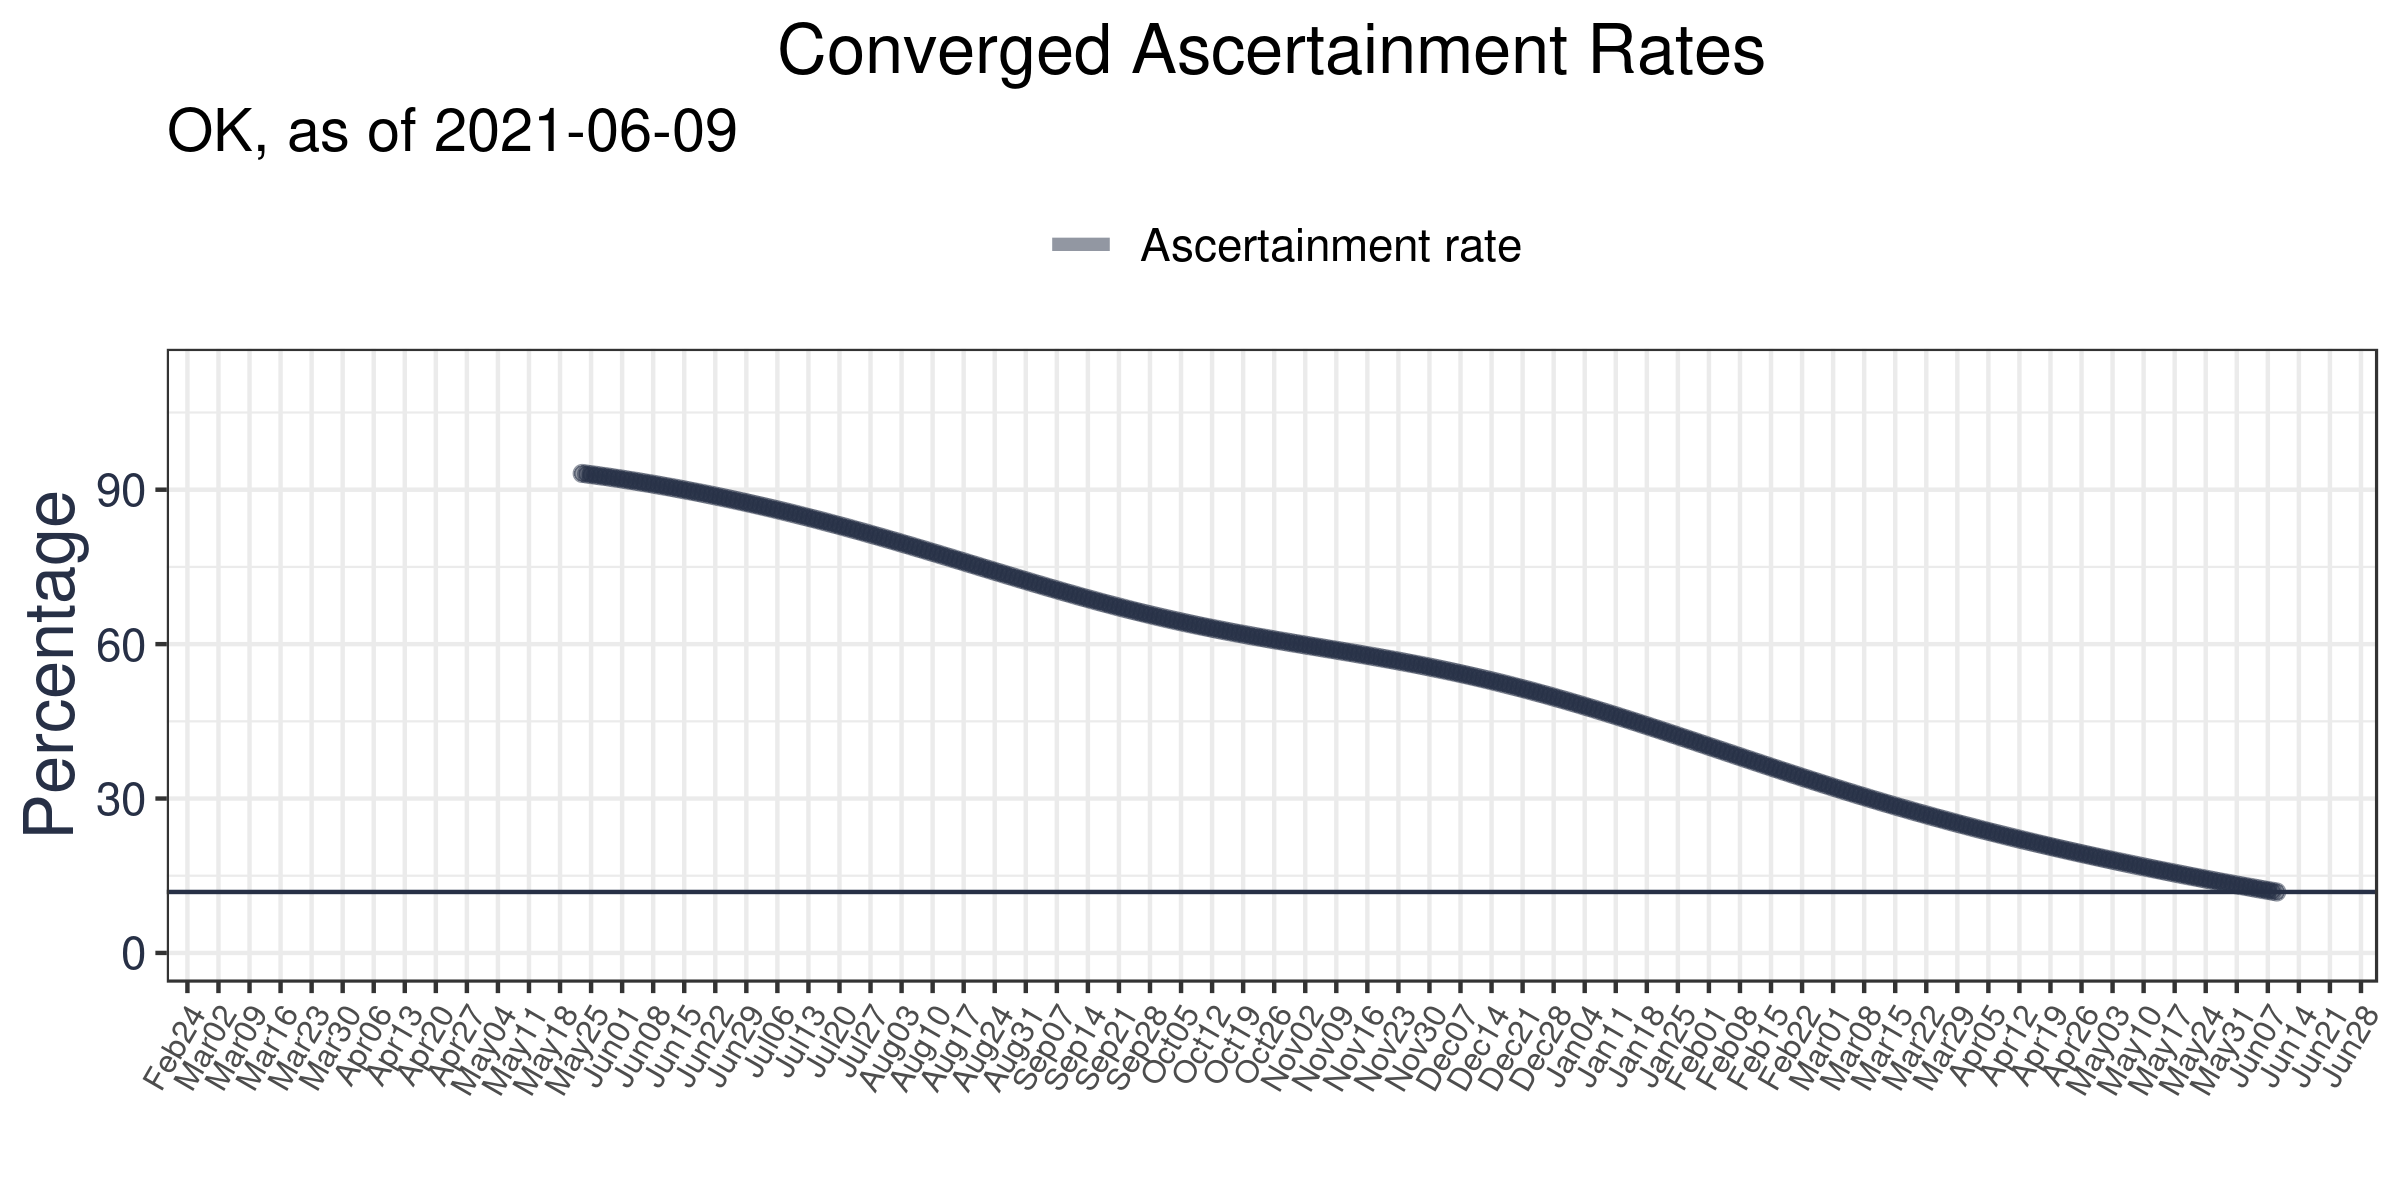 Converged Ascertainment Rates
OK, as of 2021-06-09
Ascertainment rate
Percentage
90
60
30
0
Feb24
Mar02
Mar09
Mar16
Mar23
Mar30
Apr06
Apr13
Apr20
Apr27
May04
May11
May18
May25
Jun01
Jun08
Jun15
Jun22
Jun29
Jul06
Jul13
Jul20
Jul27
Aug03
Aug10
Aug17
Aug24
Aug31
Sep07
Sep14
Sep21
Sep28
Oct05
Oct12
Oct19
Oct26
Nov02
Nov09
Nov16
Nov23
Nov30
Dec07
Dec14
Dec21
Dec28
Jan04
Jan11
Jan18
Jan25
Feb01
Feb08
Feb15
Feb22
Mar01
Mar08
Mar15
Mar22
Mar29
Apr05
Apr12
Apr19
Apr26
May03
May10
May17
May24
May31
Jun07
Jun14
Jun21
Jun28